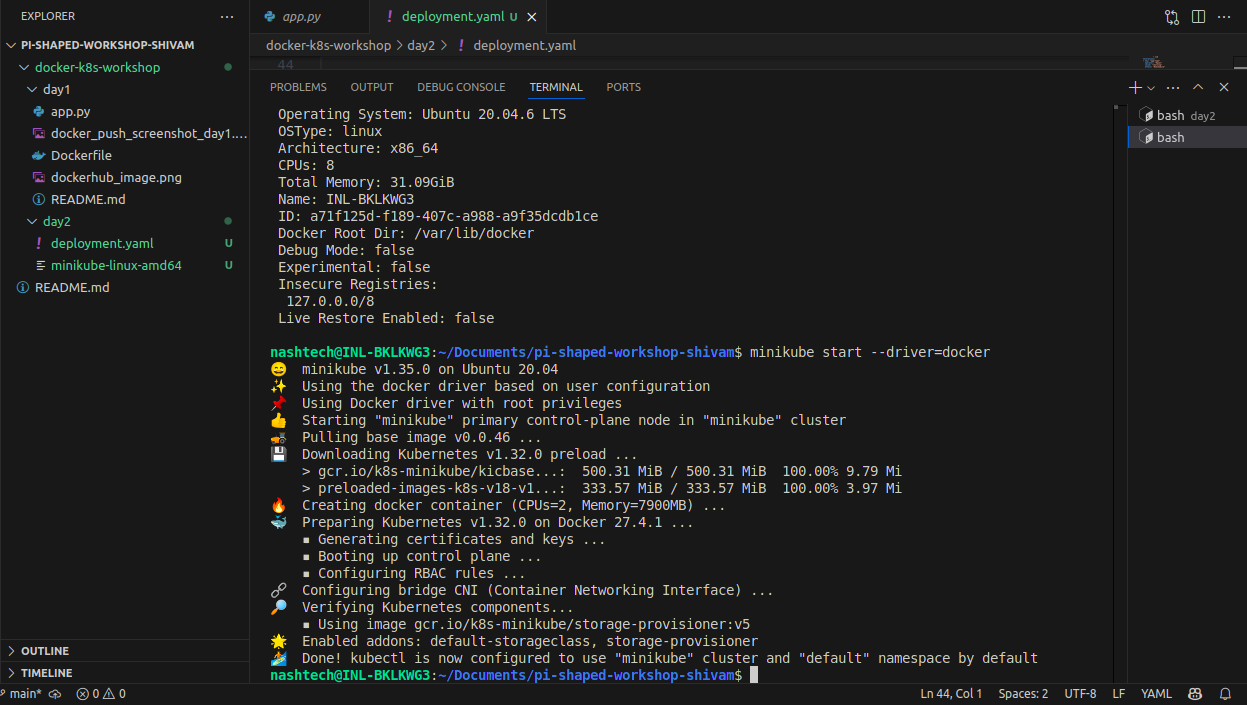 EXPLORER
PI-SHAPED-WORKSHOP-SHIVAM
docker-k8s-workshop
day1
app.py
docker_push_screenshot_day1....
Dockerfile
dockerhub_image.png
README.md
day2
deployment.yaml U
minikube-linux-amd64 U
README.md
OUTLINE
TIMELINE
app.py
deployment.yaml U
docker-k8s-workshop > day2 > deployment.yaml
44
PROBLEMS OUTPUT DEBUG CONSOLE TERMINAL PORTS
Operating System: Ubuntu 20.04.6 LTS
OSType: linux
Architecture: x86_64
CPUs: 8
Total Memory: 31.09GiB
Name: INL-BKLKWG3
ID: a71f125d-f189-407c-a988-a9f35dcdb1ce
Docker Root Dir: /var/lib/docker
Debug Mode: false
Experimental: false
Insecure Registries:
127.0.0.0/8
Live Restore Enabled: false
nashtech@INL-BKLKWG3:~/Documents/pi-shaped-workshop-shivam$ minikube start --driver=docker
minikube v1.35.0 on Ubuntu 20.04
Using the docker driver based on user configuration
Using Docker driver with root privileges
Starting "minikube" primary control-plane node in "minikube" cluster
Pulling base image v0.0.46 ...
Downloading Kubernetes v1.32.0 preload ...
> gcr.io/k8s-minikube/kicbase...: 500.31 MiB / 500.31 MiB 100.00% 9.79 Mi
> preloaded-images-k8s-v18-v1...: 333.57 MiB / 333.57 MiB 100.00% 3.97 Mi
Creating docker container (CPUs=2, Memory=7900MB) ...
Preparing Kubernetes v1.32.0 on Docker 27.4.1 ...
▪ Generating certificates and keys ...
▪ Booting up control plane ...
▪ Configuring RBAC rules ...
Configuring bridge CNI (Container Networking Interface) ...
Verifying Kubernetes components...
▪ Using image gcr.io/k8s-minikube/storage-provisioner:v5
Enabled addons: default-storageclass, storage-provisioner
Done! kubectl is now configured to use "minikube" cluster and "default" namespace by default
nashtech@INL-BKLKWG3:~/Documents/pi-shaped-workshop-shivam$
bash day2
bash
main* 0 0
Ln 44, Col 1 Spaces: 2 UTF-8 LF YAML